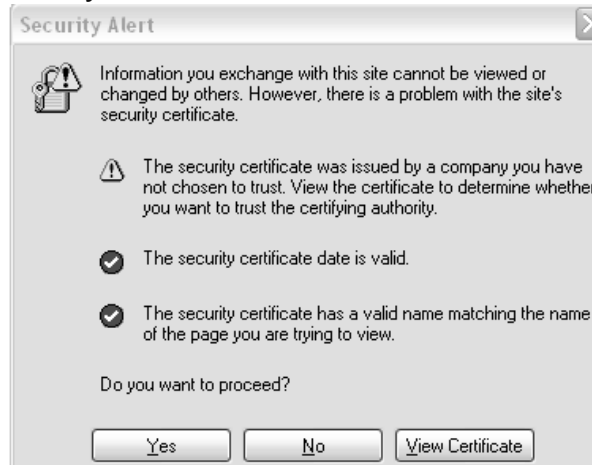 Security Alert
Information you exchange with this site cannot be viewed or
changed by others. However, there is a problem with the site's
security certificate.
The security certificate was issued by a company you have
not chosen to trust. View the certificate to determine whether
you want to trust the certifying authority.
The security certificate date is valid.
The security certificate has a valid name matching the name
of the page you are trying to view.
Do you want to proceed?
Yes No View Certificate